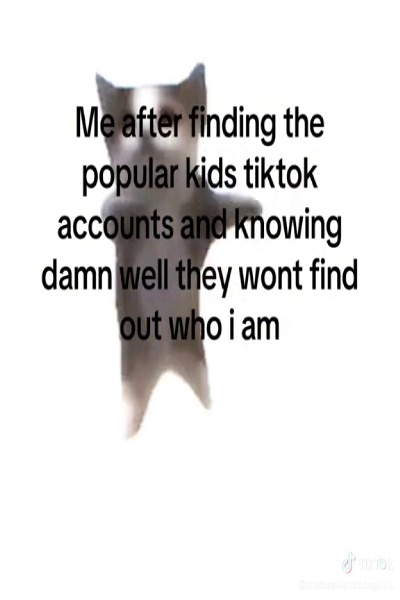 Me after finding the
popular kids tiktok
accounts and knowing
damn well they wont find
out who i am
TikTok